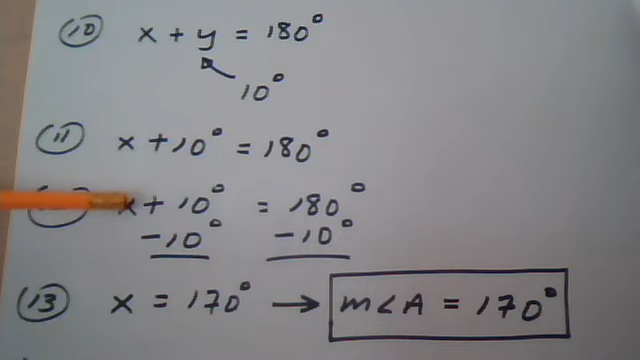 (10) x + y = 180°
10°
(11) x + 10° = 180°
x + 10° = 180°
-10° -10°
(13) x = 170° → m∠A = 170°